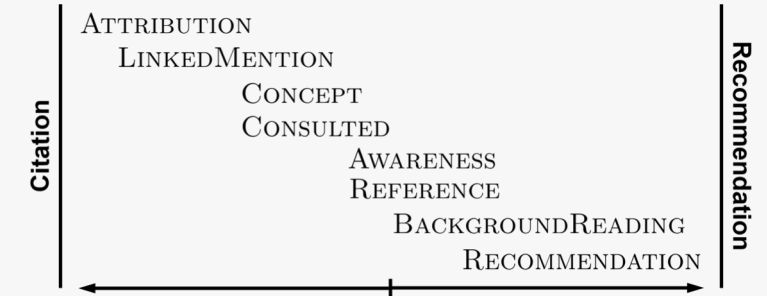 Citation
ATTRIBUTION
LINKEDMENTION
CONCEPT
CONSULTED
AWARENESS
REFERENCE
BACKGROUNDREADING
RECOMMENDATION
Recommendation